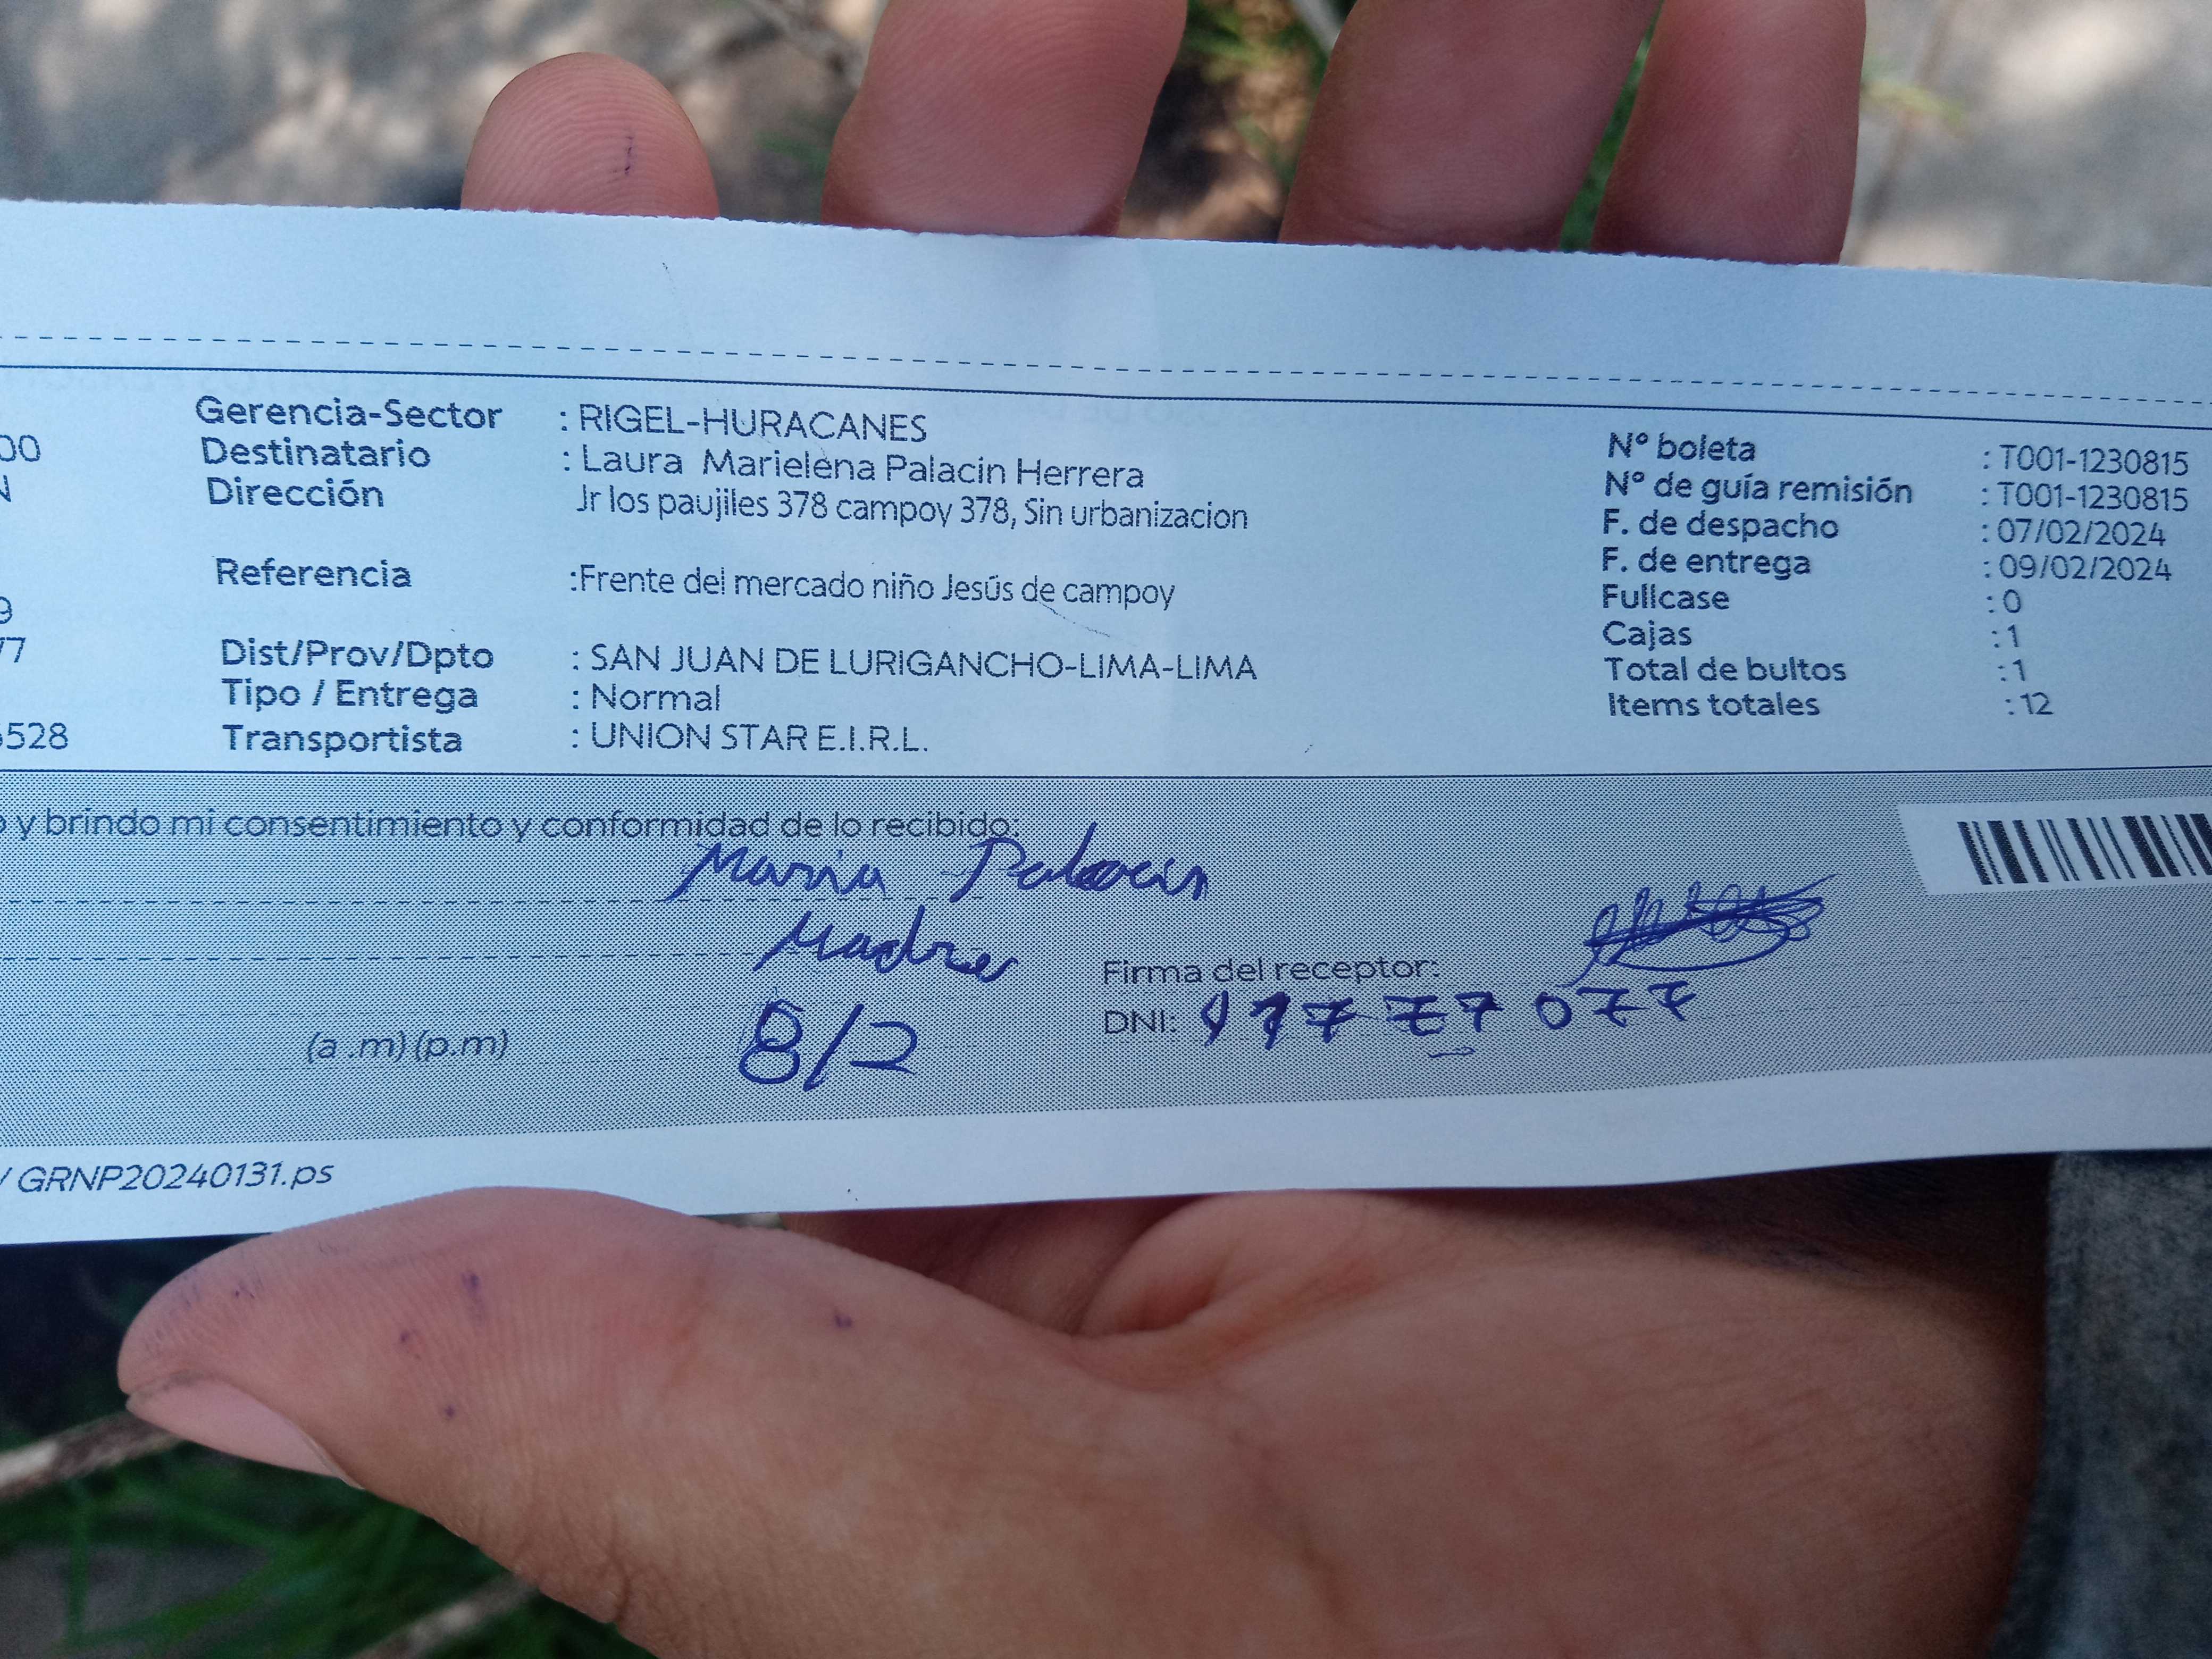 Gerencia-Sector : RIGEL-HURACANES
00 Destinatario : Laura Marielena Palacin Herrera
N Dirección Jr los paujiles 378 campoy 378, Sin urbanizacion
Referencia :Frente del mercado niño Jesús de campoy
9
77 Dist/Prov/Dpto : SAN JUAN DE LURIGANCHO-LIMA-LIMA
Tipo / Entrega : Normal
528 Transportista : UNION STAR E.I.R.L.
N° boleta : T001-1230815
N° de guía remisión : T001-1230815
F. de despacho : 07/02/2024
F. de entrega : 09/02/2024
Fullcase : 0
Cajas : 1
Total de bultos : 1
Items totales : 12
y brindo mi consentimiento y conformidad de lo recibido:
Maria Palacin
Madre
Firma del receptor:
DNI:
(a .m) (p.m) 8/2
/ GRNP20240131.ps